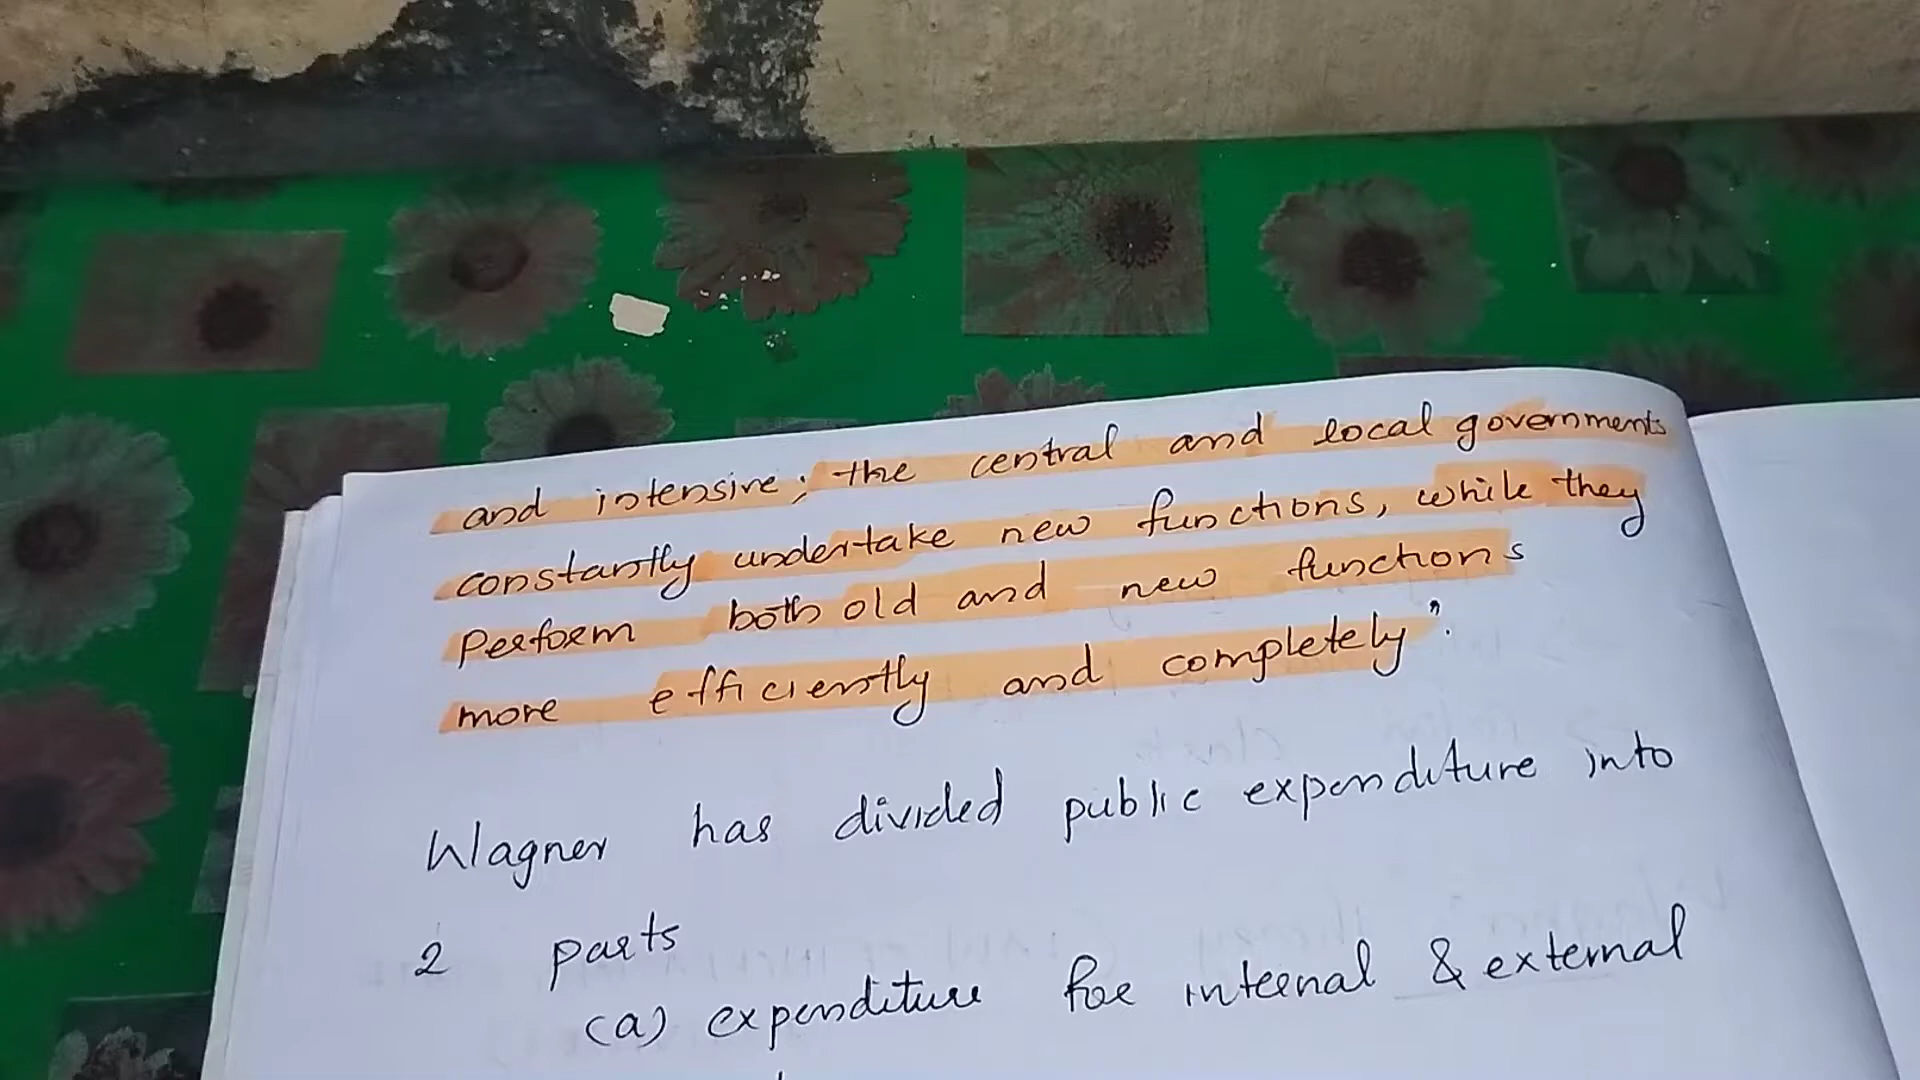 and intensive; the central and local governments
constantly undertake new functions, while they
perform both old and new functions
more efficiently and completely".
Wagner has divided public expenditure into
2 parts
(a) expenditure for internal & external